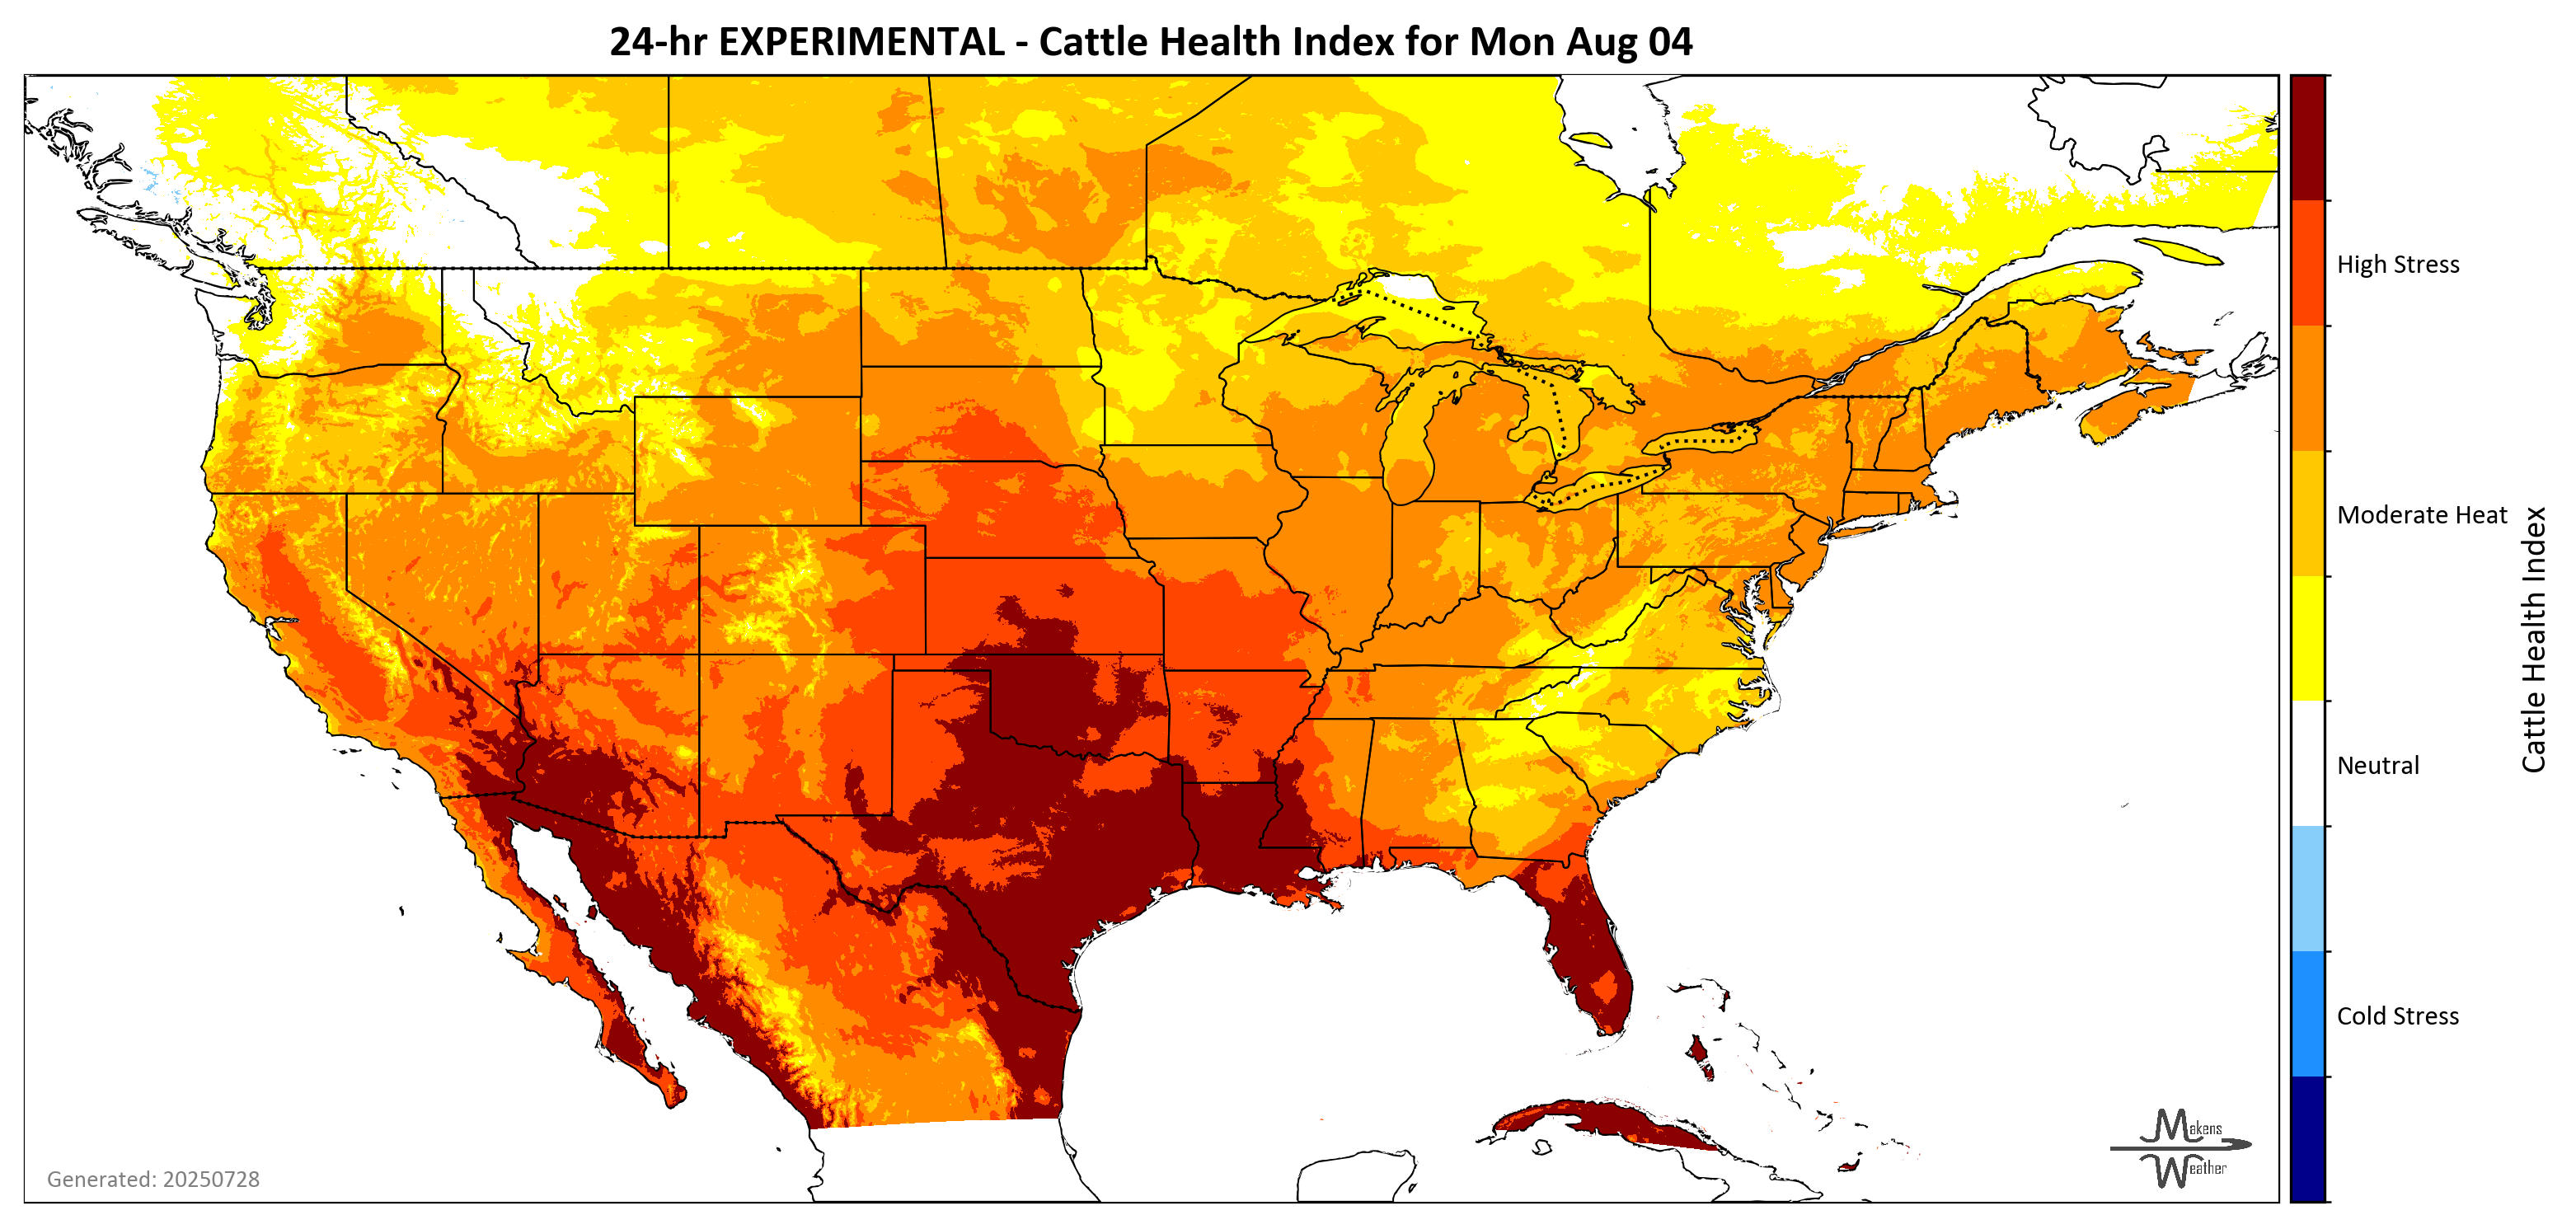 24-hr EXPERIMENTAL - Cattle Health Index for Mon Aug 04
High Stress
Moderate Heat
Neutral
Cold Stress
Cattle Health Index
Generated: 20250728
Makens
Weather